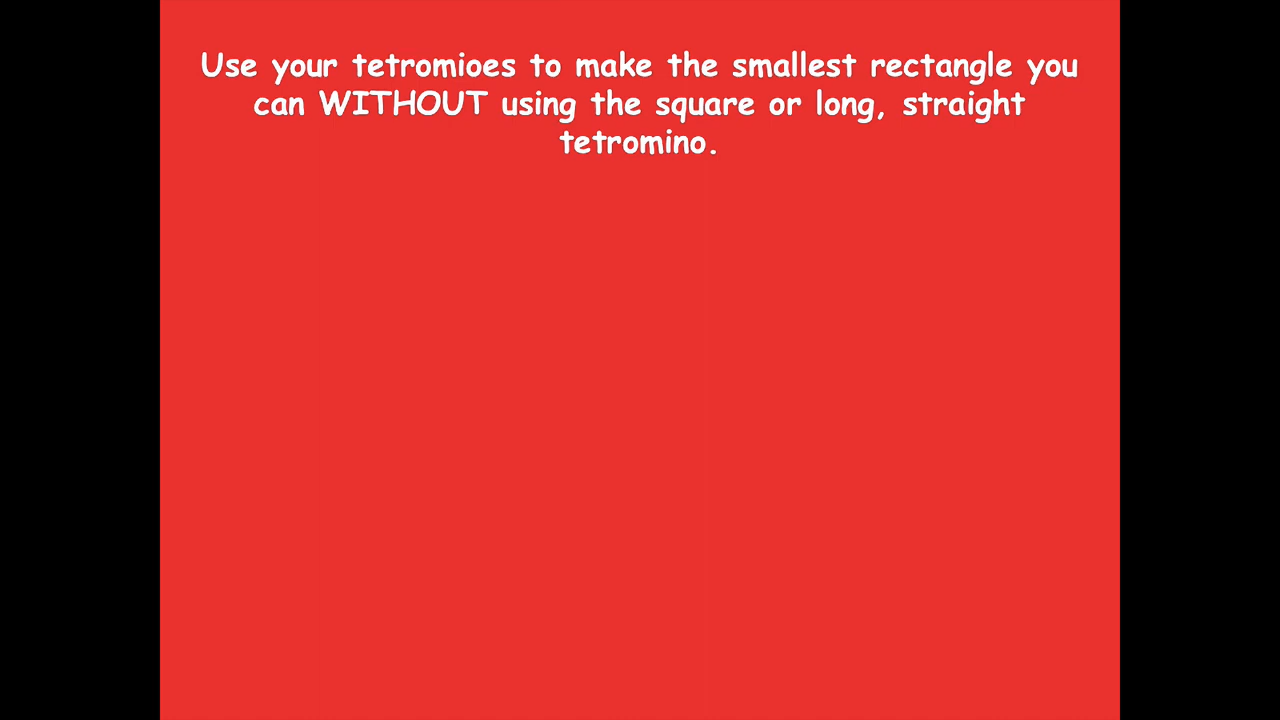 Use your tetromioes to make the smallest rectangle you
can WITHOUT using the square or long, straight
tetromino.